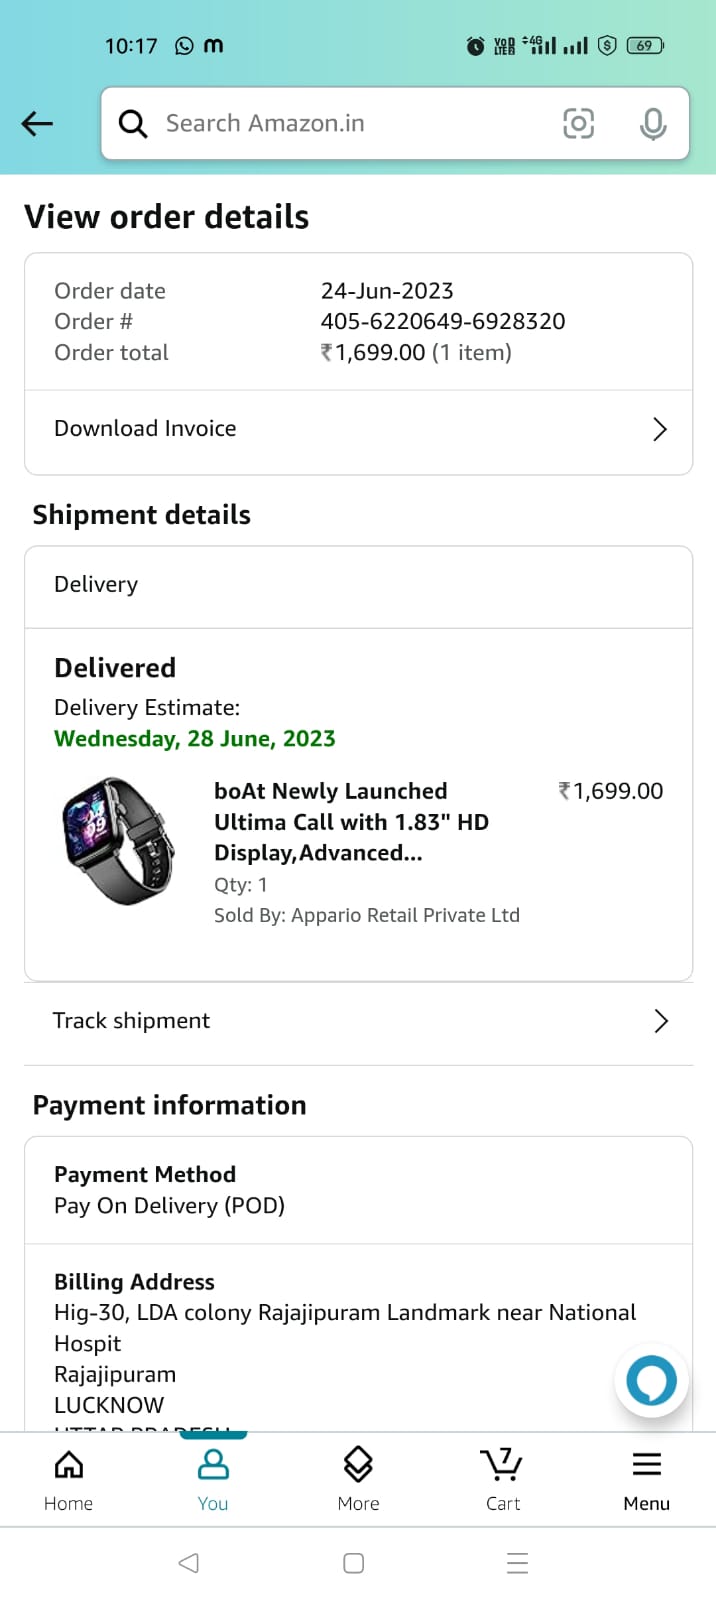 10:17 m VoD LTE 4G 69
Search Amazon.in
View order details
Order date 24-Jun-2023
Order # 405-6220649-6928320
Order total ₹1,699.00 (1 item)
Download Invoice
Shipment details
Delivery
Delivered
Delivery Estimate:
Wednesday, 28 June, 2023
boAt Newly Launched ₹1,699.00
Ultima Call with 1.83" HD
Display,Advanced...
Qty: 1
Sold By: Appario Retail Private Ltd
Track shipment
Payment information
Payment Method
Pay On Delivery (POD)
Billing Address
Hig-30, LDA colony Rajajipuram Landmark near National
Hospit
Rajajipuram
LUCKNOW
UTTAR PRADESH
7
Home You More Cart Menu